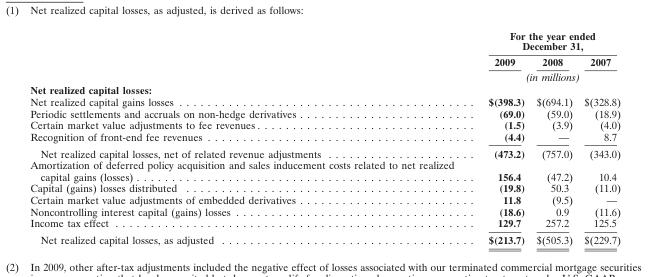 (1) Net realized capital losses, as adjusted, is derived as follows:
For the year ended
December 31,
2009 2008 2007
(in millions)
Net realized capital losses:
Net realized capital gains losses . . . . . . . . . . . . . . . . . . . . . . . . . . . . . . . . . . . . . . . . $(398.3) $(694.1) $(328.8)
Periodic settlements and accruals on non-hedge derivatives . . . . . . . . . . . . . . . . . . . . . . . . (69.0) (59.0) (18.9)
Certain market value adjustments to fee revenues . . . . . . . . . . . . . . . . . . . . . . . . . . . . . (1.5) (3.9) (4.0)
Recognition of front-end fee revenues . . . . . . . . . . . . . . . . . . . . . . . . . . . . . . . . . . . . . (4.4) — 8.7
Net realized capital losses, net of related revenue adjustments . . . . . . . . . . . . . . . . . . . . (473.2) (757.0) (343.0)
Amortization of deferred policy acquisition and sales inducement costs related to net realized
capital gains (losses) . . . . . . . . . . . . . . . . . . . . . . . . . . . . . . . . . . . . . . . . . . . . . 156.4 (47.2) 10.4
Capital (gains) losses distributed . . . . . . . . . . . . . . . . . . . . . . . . . . . . . . . . . . . . . . . . (19.8) 50.3 (11.0)
Certain market value adjustments of embedded derivatives . . . . . . . . . . . . . . . . . . . . . . . . 11.8 (9.5) —
Noncontrolling interest capital (gains) losses . . . . . . . . . . . . . . . . . . . . . . . . . . . . . . . . (18.6) 0.9 (11.6)
Income tax effect . . . . . . . . . . . . . . . . . . . . . . . . . . . . . . . . . . . . . . . . . . . . . . . . . . 129.7 257.2 125.5
Net realized capital losses, as adjusted . . . . . . . . . . . . . . . . . . . . . . . . . . . . . . . . . . . $(213.7) $(505.3) $(229.7)
(2) In 2009, other after-tax adjustments included the negative effect of losses associated with our terminated commercial mortgage securities